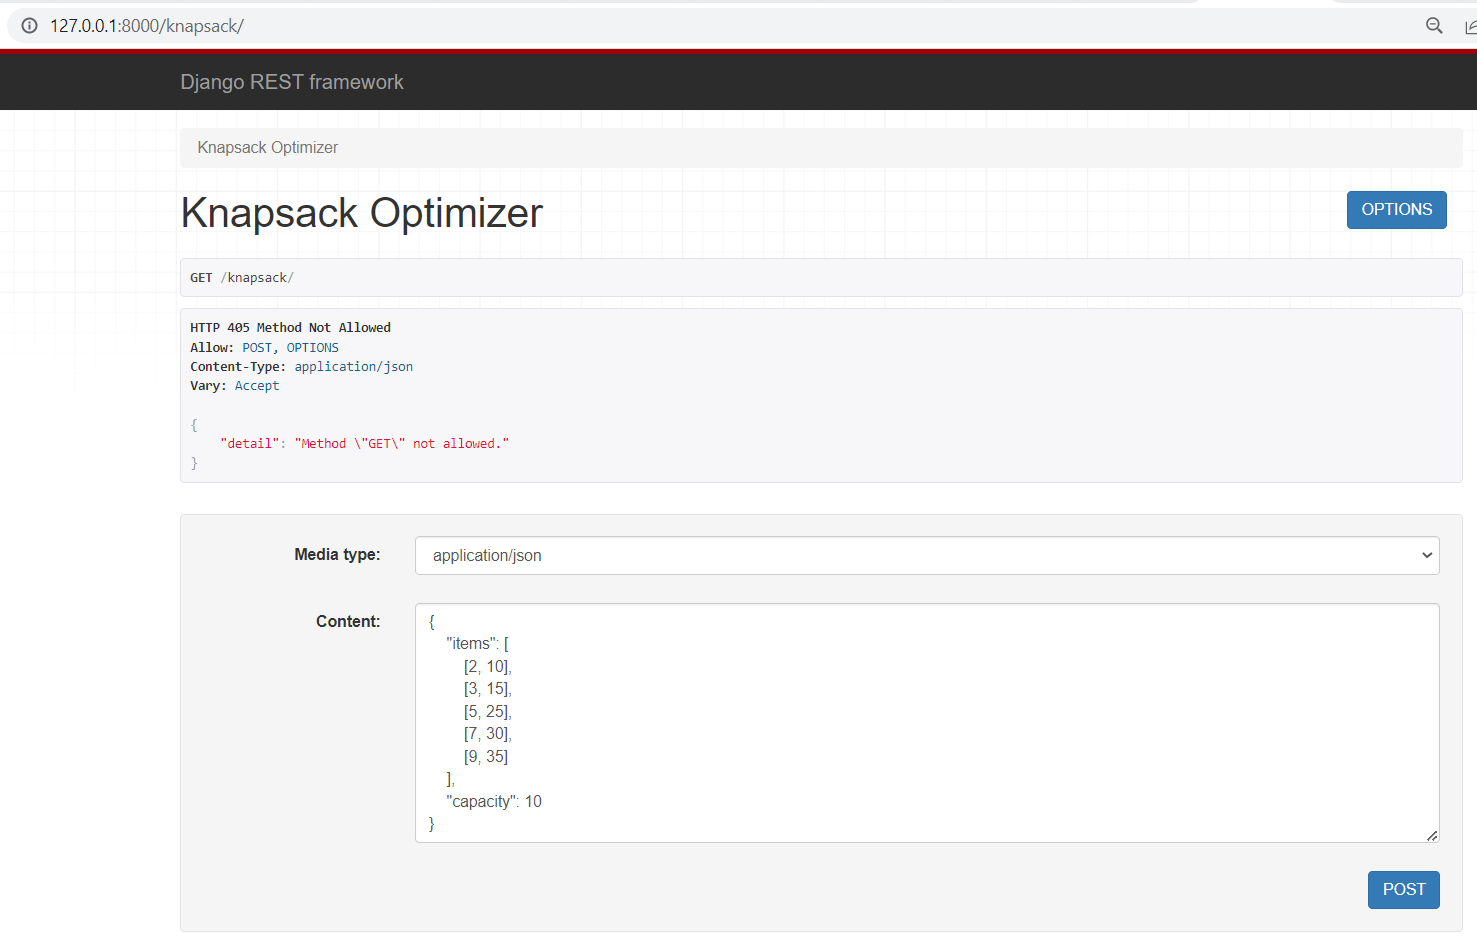 127.0.0.1:8000/knapsack/
Django REST framework
Knapsack Optimizer
Knapsack Optimizer
OPTIONS
GET /knapsack/
HTTP 405 Method Not Allowed
Allow: POST, OPTIONS
Content-Type: application/json
Vary: Accept
{
    "detail": "Method \"GET\" not allowed."
}
Media type:
application/json
Content:
{
    "items": [
        [2, 10],
        [3, 15],
        [5, 25],
        [7, 30],
        [9, 35]
    ],
    "capacity": 10
}
POST